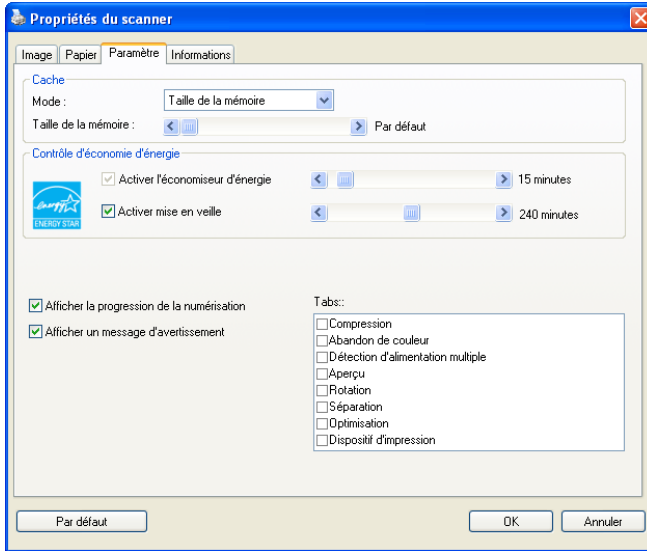 Propriétés du scanner
Image Papier Paramètre Informations
Cache
Mode : Taille de la mémoire
Taille de la mémoire : Par défaut
Contrôle d'économie d'énergie
Activer l'économiseur d'énergie 15 minutes
energy
ENERGY STAR
Activer mise en veille 240 minutes
Afficher la progression de la numérisation
Afficher un message d'avertissement
Tabs::
Compression
Abandon de couleur
Détection d'alimentation multiple
Aperçu
Rotation
Séparation
Optimisation
Dispositif d'impression
Par défaut OK Annuler